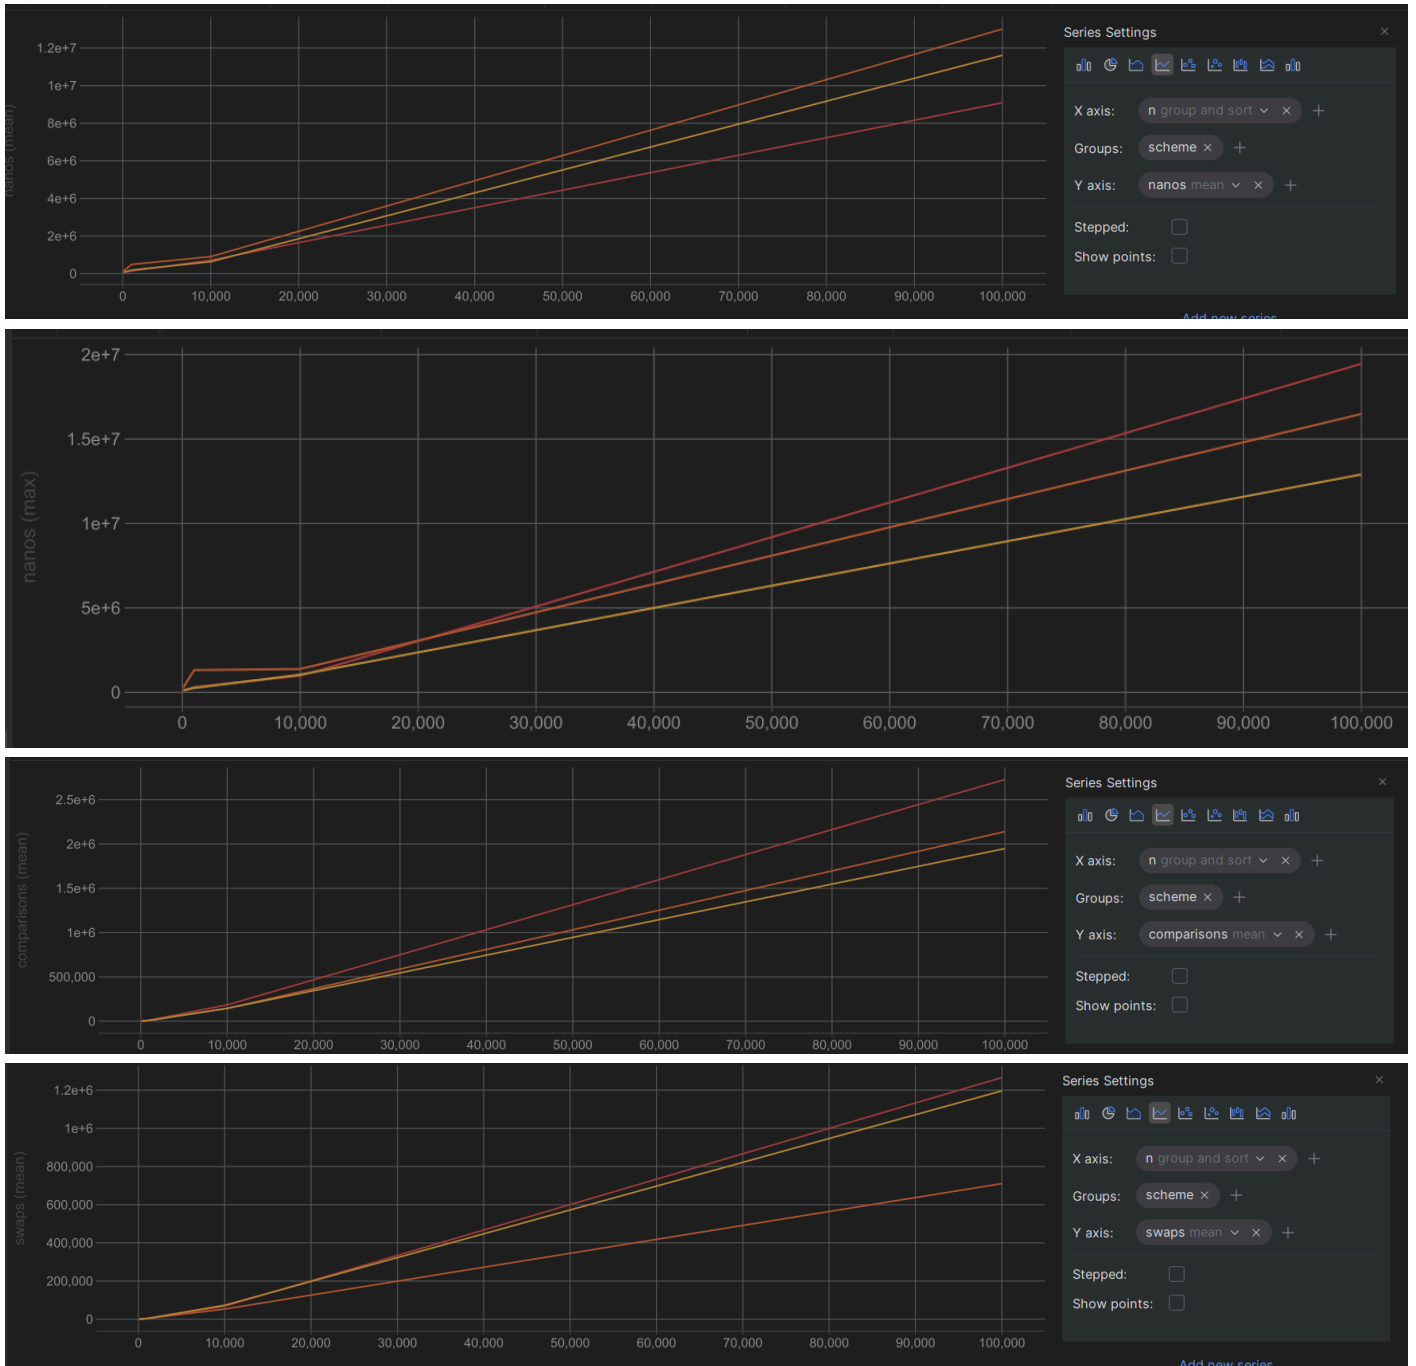 Series Settings
1.2e+7
1e+7
8e+6
6e+6
4e+6
2e+6
0
nanos (mean)
0 10,000 20,000 30,000 40,000 50,000 60,000 70,000 80,000 90,000 100,000
X axis: n group and sort
Groups: scheme
Y axis: nanos mean
Stepped:
Show points:
Add new series
2e+7
1.5e+7
1e+7
5e+6
0
nanos (max)
0 10,000 20,000 30,000 40,000 50,000 60,000 70,000 80,000 90,000 100,000
Series Settings
2.5e+6
2e+6
1.5e+6
1e+6
500,000
0
comparisons (mean)
0 10,000 20,000 30,000 40,000 50,000 60,000 70,000 80,000 90,000 100,000
X axis: n group and sort
Groups: scheme
Y axis: comparisons mean
Stepped:
Show points:
Series Settings
1.2e+6
1e+6
800,000
600,000
400,000
200,000
0
swaps (mean)
0 10,000 20,000 30,000 40,000 50,000 60,000 70,000 80,000 90,000 100,000
X axis: n group and sort
Groups: scheme
Y axis: swaps mean
Stepped:
Show points:
Add new series